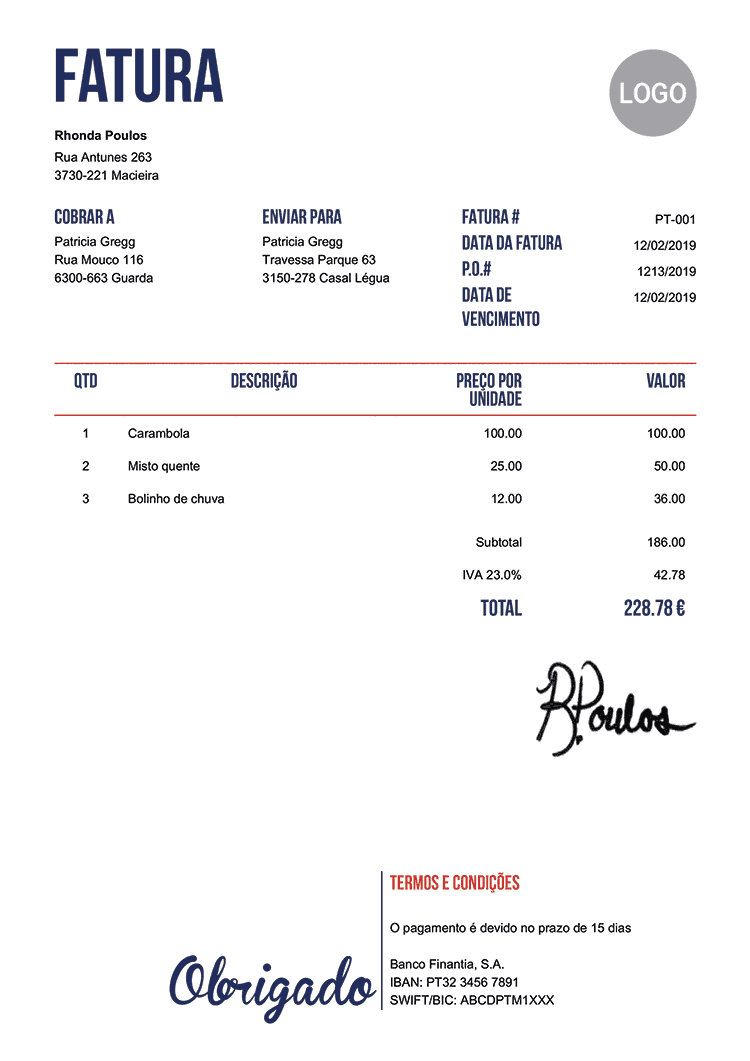 FATURA
LOGO
Rhonda Poulos
Rua Antunes 263
3730-221 Macieira
COBRAR A
Patricia Gregg
Rua Mouco 116
6300-663 Guarda
ENVIAR PARA
Patricia Gregg
Travessa Parque 63
3150-278 Casal Légua
FATURA # PT-001
DATA DA FATURA 12/02/2019
P.O.# 1213/2019
DATA DE 12/02/2019
VENCIMENTO
QTD DESCRIÇÃO PREÇO POR VALOR
UNIDADE
1 Carambola 100.00 100.00
2 Misto quente 25.00 50.00
3 Bolinho de chuva 12.00 36.00
Subtotal 186.00
IVA 23.0% 42.78
TOTAL 228.78 €
R.Poulos
TERMOS E CONDIÇÕES
O pagamento é devido no prazo de 15 dias
Banco Finantia, S.A.
IBAN: PT32 3456 7891
SWIFT/BIC: ABCDPTM1XXX
Obrigado